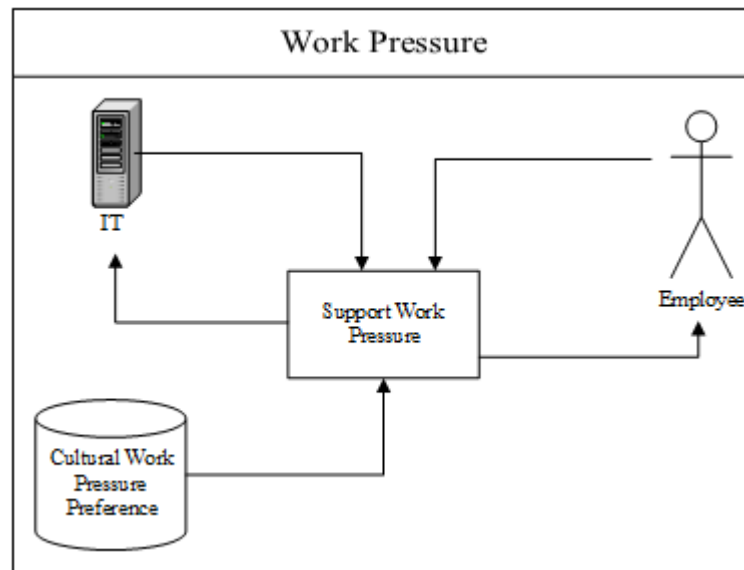 Work Pressure
IT
Employee
Support Work
Pressure
Cultural Work
Pressure
Preference